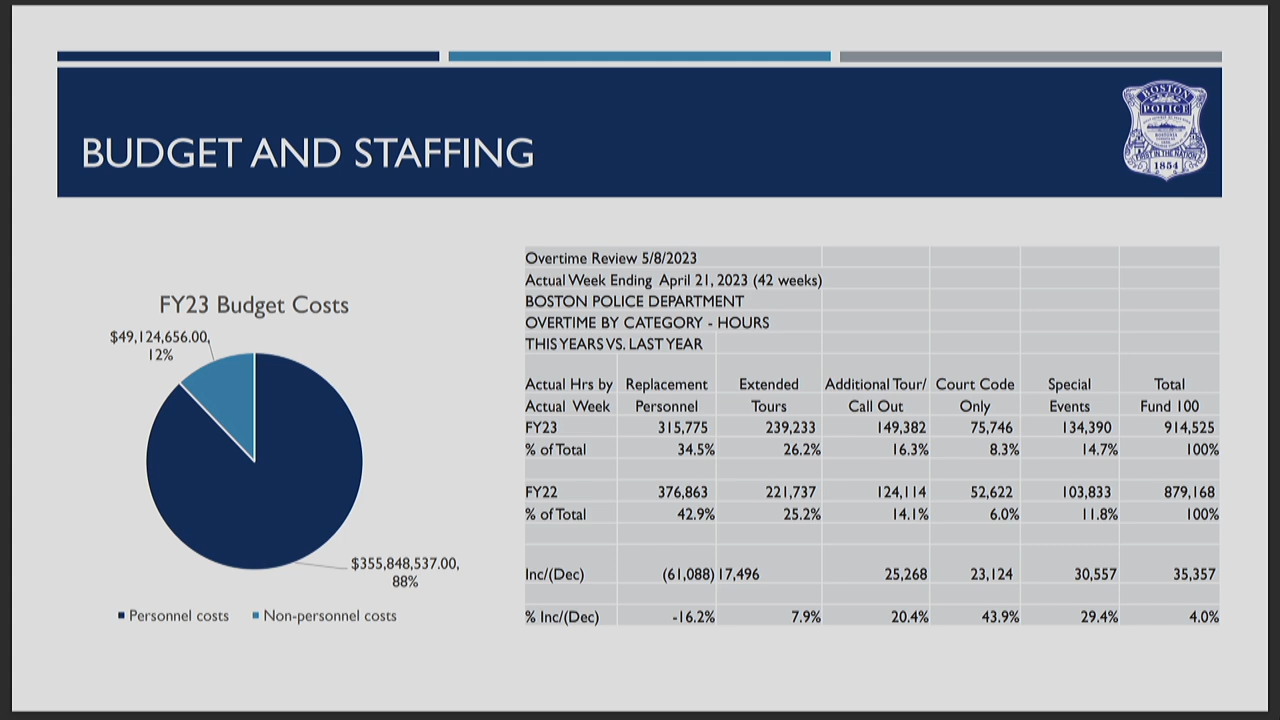 BOSTON
POLICE
1854
BUDGET AND STAFFING
FY23 Budget Costs
$49,124,656.00,
12%
$355,848,537.00,
88%
Personnel costs Non-personnel costs
Overtime Review 5/8/2023
Actual Week Ending April 21, 2023 (42 weeks)
BOSTON POLICE DEPARTMENT
OVERTIME BY CATEGORY - HOURS
THIS YEARS VS. LAST YEAR
Actual Hrs by Replacement Extended Additional Tour/ Court Code Special Total
Actual Week Personnel Tours Call Out Only Events Fund 100
FY23 315,775 239,233 149,382 75,746 134,390 914,525
% of Total 34.5% 26.2% 16.3% 8.3% 14.7% 100%
FY22 376,863 221,737 124,114 52,622 103,833 879,168
% of Total 42.9% 25.2% 14.1% 6.0% 11.8% 100%
Inc/(Dec) (61,088) 17,496 25,268 23,124 30,557 35,357
% Inc/(Dec) -16.2% 7.9% 20.4% 43.9% 29.4% 4.0%